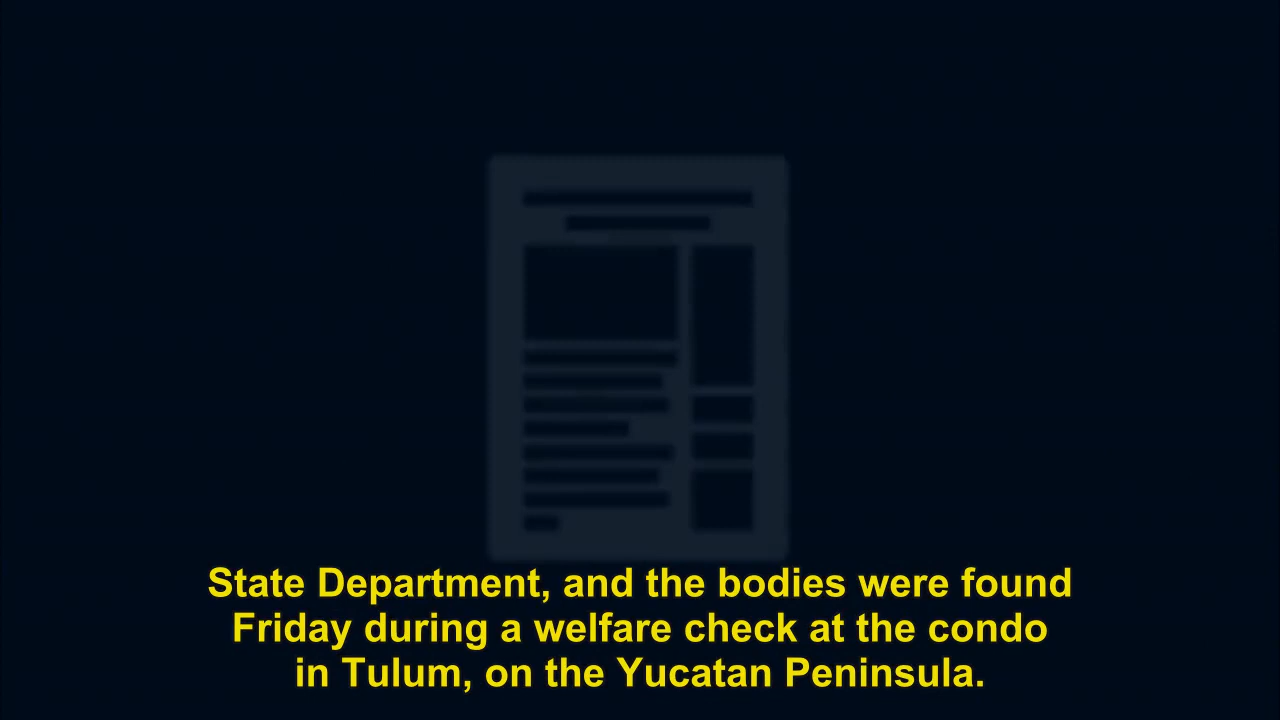 State Department, and the bodies were found
Friday during a welfare check at the condo
in Tulum, on the Yucatan Peninsula.